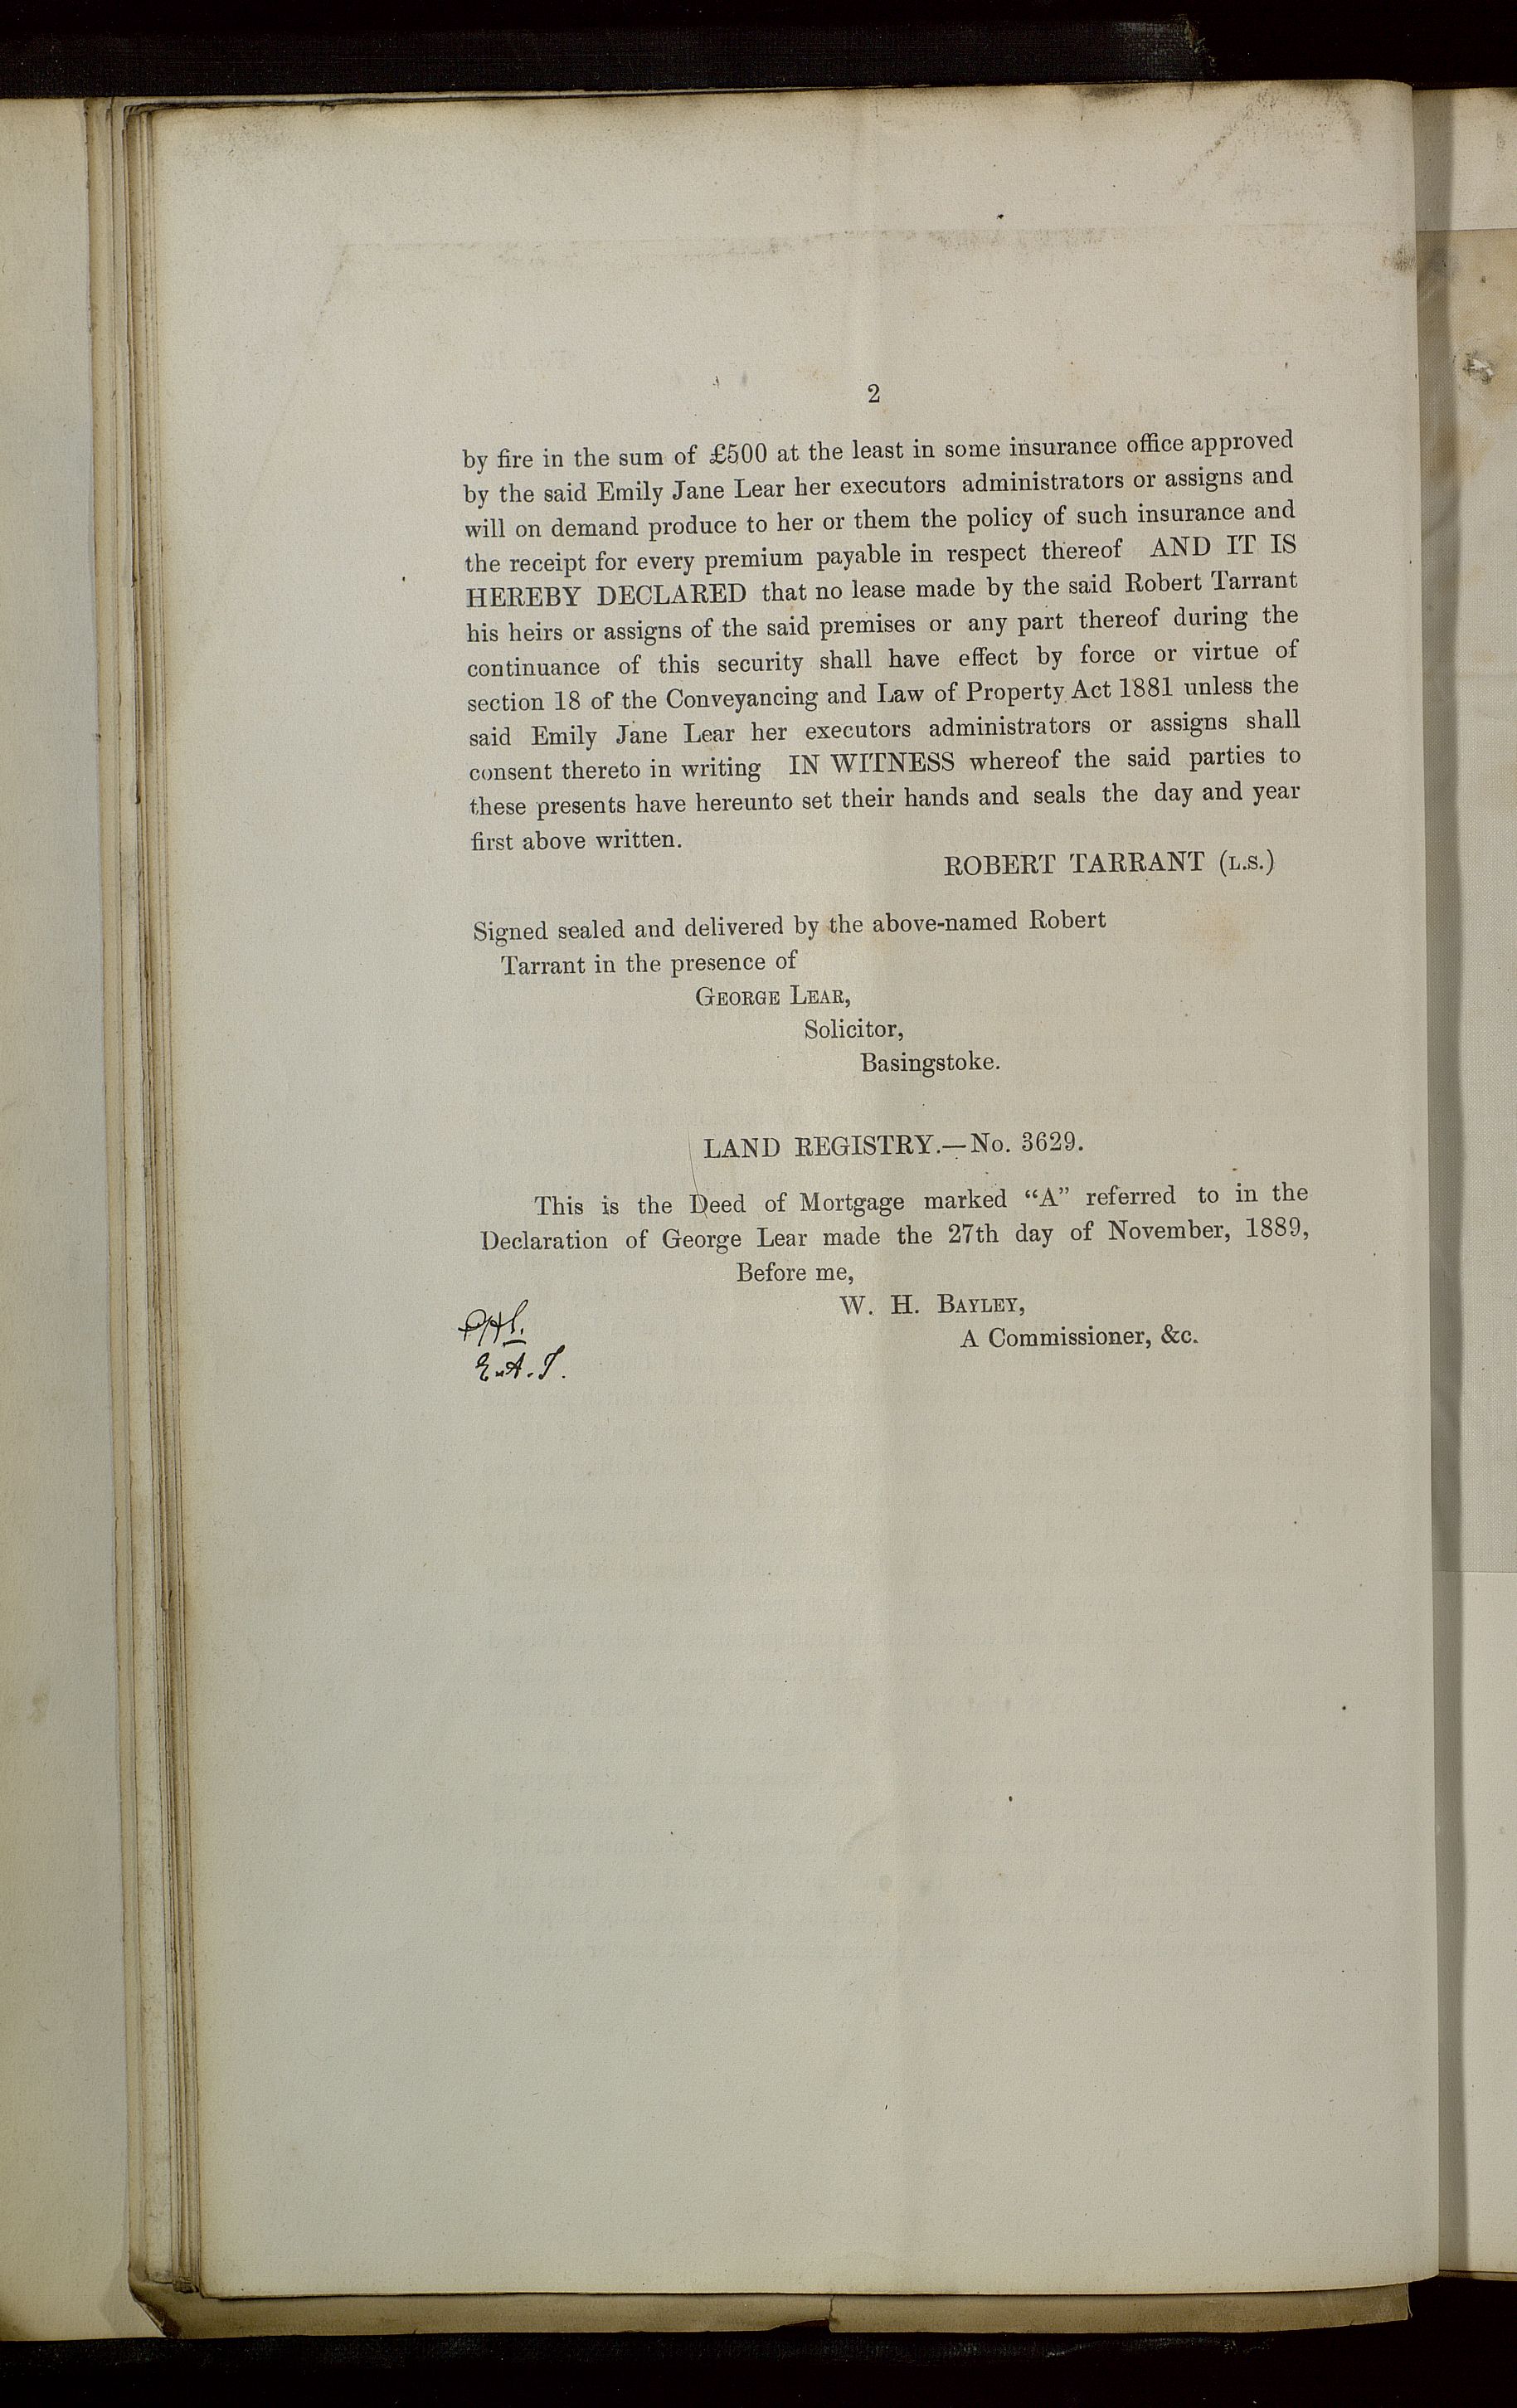 2
by fire in the sum of £500 at the least in some insurance office approved
by the said Emily Jane Lear her executors administrators or assigns and
will on demand produce to her or them the policy of such insurance and
the receipt for every premium payable in respect thereof AND IT IS
HEREBY DECLARED that no lease made by the said Robert Tarrant
his heirs or assigns of the said premises or any part thereof during the
continuance of this security shall have effect by force or virtue of
section 18 of the Conveyancing and Law of Property Act 1881 unless the
said Emily Jane Lear her executors administrators or assigns shall
consent thereto in writing IN WITNESS whereof the said parties to
these presents have hereunto set their hands and seals the day and year
first above written.
ROBERT TARRANT (L.S.)
Signed sealed and delivered by the above-named Robert
Tarrant in the presence of
GEORGE LEAR,
Solicitor,
Basingstoke.
LAND REGISTRY.—No. 3629.
This is the Deed of Mortgage marked “A” referred to in the
Declaration of George Lear made the 27th day of November, 1889,
Before me,
W. H. BAYLEY,
A Commissioner, &c.
E.A.T.